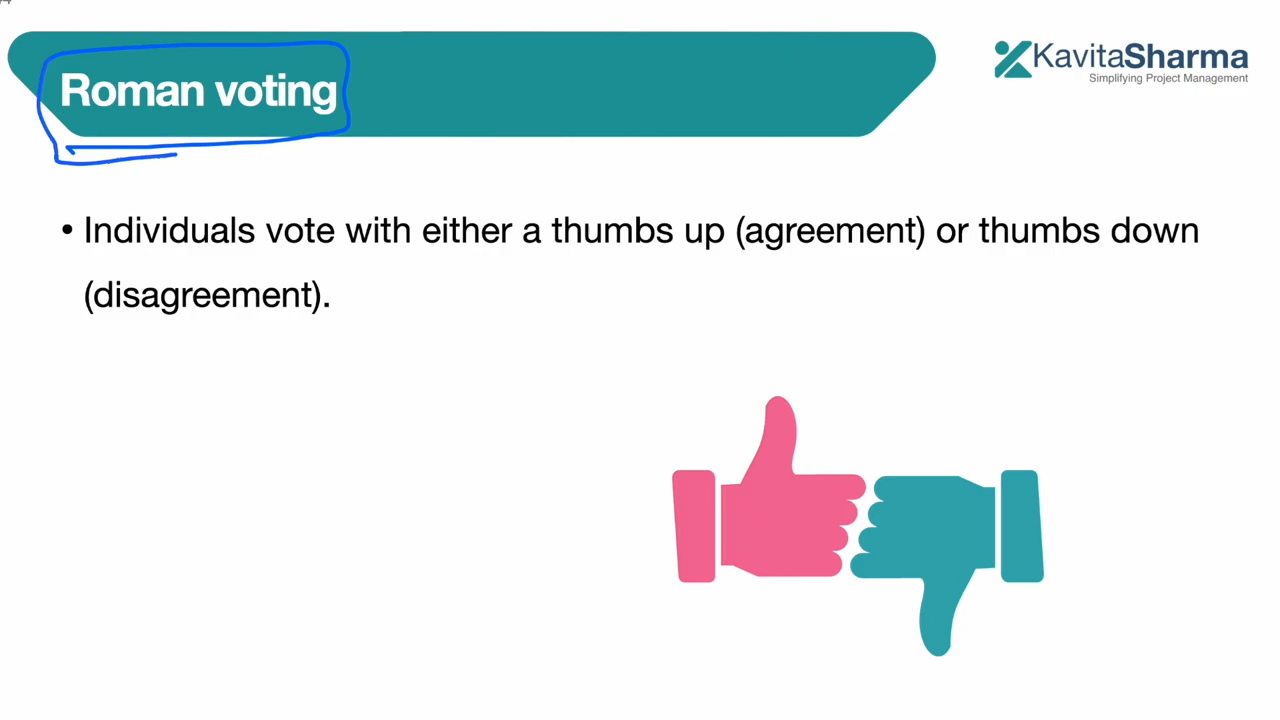 Roman voting
KavitaSharma
Simplifying Project Management
• Individuals vote with either a thumbs up (agreement) or thumbs down
(disagreement).